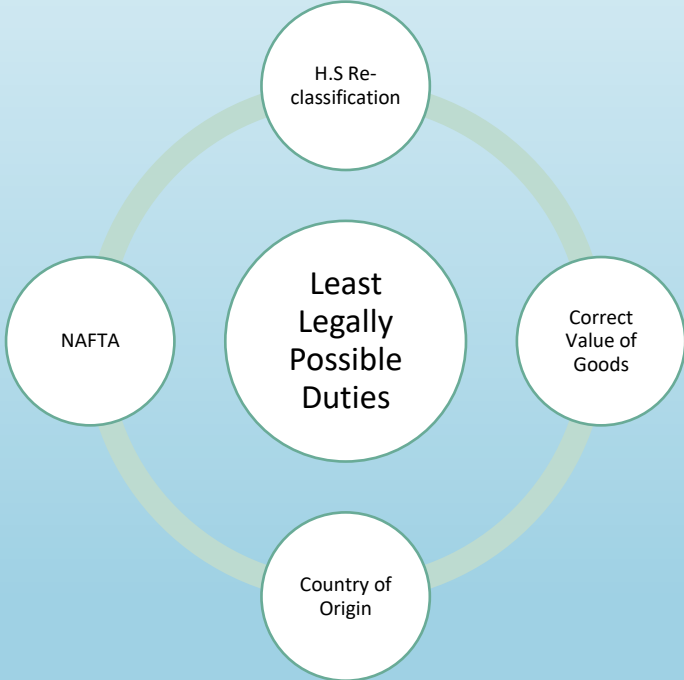 H.S Re-
classification
NAFTA
Least
Legally
Possible
Duties
Correct
Value of
Goods
Country of
Origin